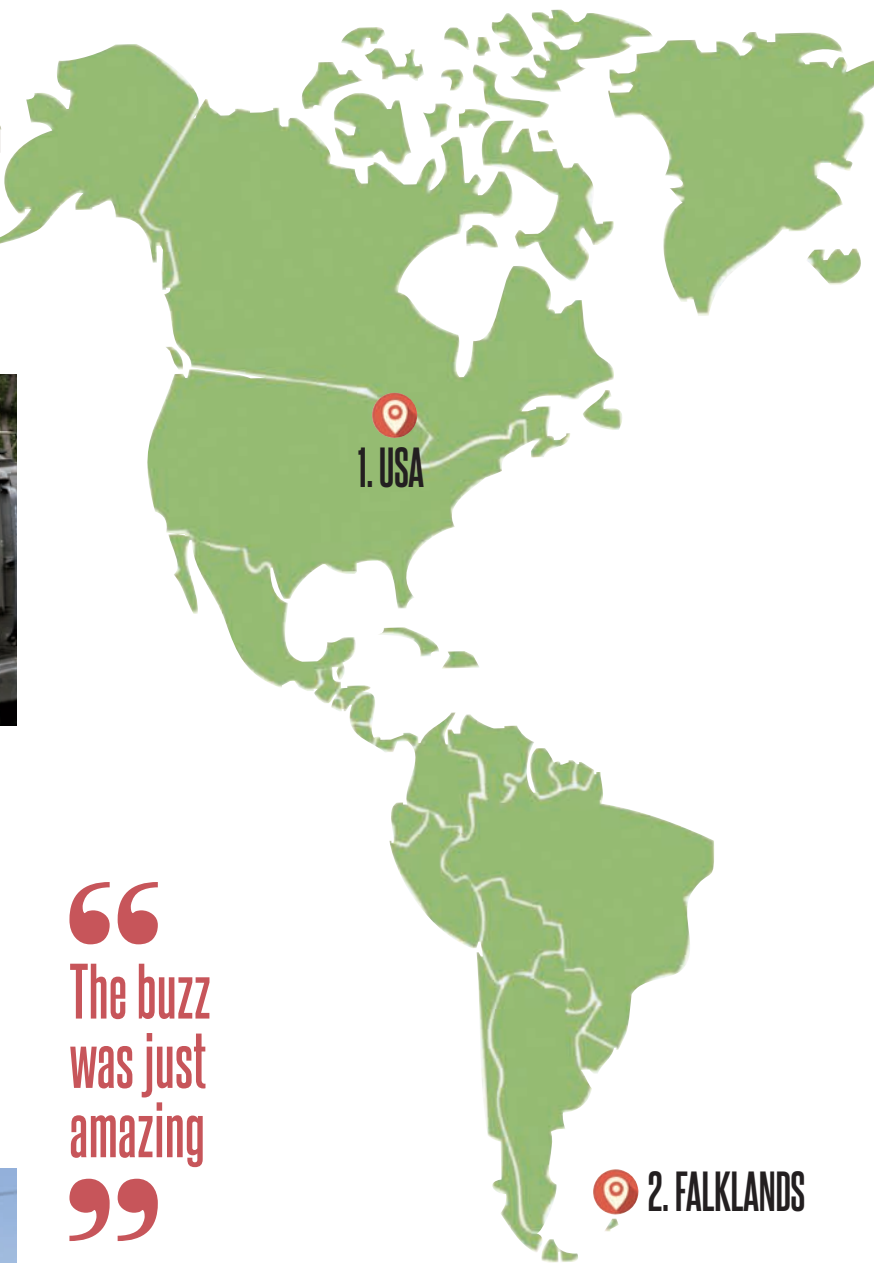 1. USA
“
The buzz
was just
amazing
”
2. FALKLANDS